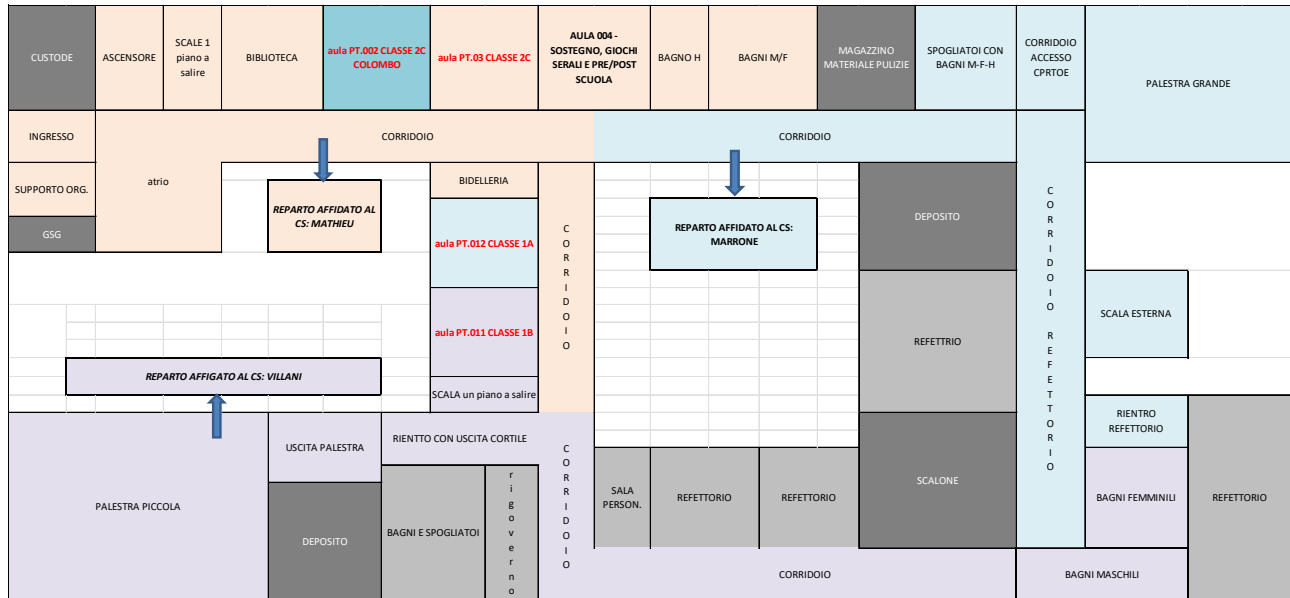 CUSTODE
ASCENSORE
SCALE 1
piano a
salire
BIBLIOTECA
aula PT.002 CLASSE 2C
COLOMBO
aula PT.03 CLASSE 2C
AULA 004 -
SOSTEGNO, GIOCHI
SERALI E PRE/POST
SCUOLA
BAGNO H
BAGNI M/F
MAGAZZINO
MATERIALE PULIZIE
SPOGLIATOI CON
BAGNI M-F-H
CORRIDOIO
ACCESSO
CPRTOE
PALESTRA GRANDE
INGRESSO
CORRIDOIO
CORRIDOIO
SUPPORTO ORG.
atrio
GSG
REPARTO AFFIDATO AL
CS: MATHIEU
BIDELLERIA
aula PT.012 CLASSE 1A
aula PT.011 CLASSE 1B
SCALA un piano a salire
CORRIDOIO
REPARTO AFFIDATO AL CS:
MARRONE
DEPOSITO
REFETTRIO
CORRIDOIO REFETTORIO
SCALA ESTERNA
REPARTO AFFIGATO AL CS: VILLANI
PALESTRA PICCOLA
USCITA PALESTRA
RIENTTO CON USCITA CORTILE
DEPOSITO
BAGNI E SPOGLIATOI
rigoverno
CORRIDOIO
SALA
PERSON.
REFETTORIO
REFETTORIO
SCALONE
RIENTRO
REFETTORIO
BAGNI FEMMINILI
REFETTORIO
CORRIDOIO
BAGNI MASCHILI